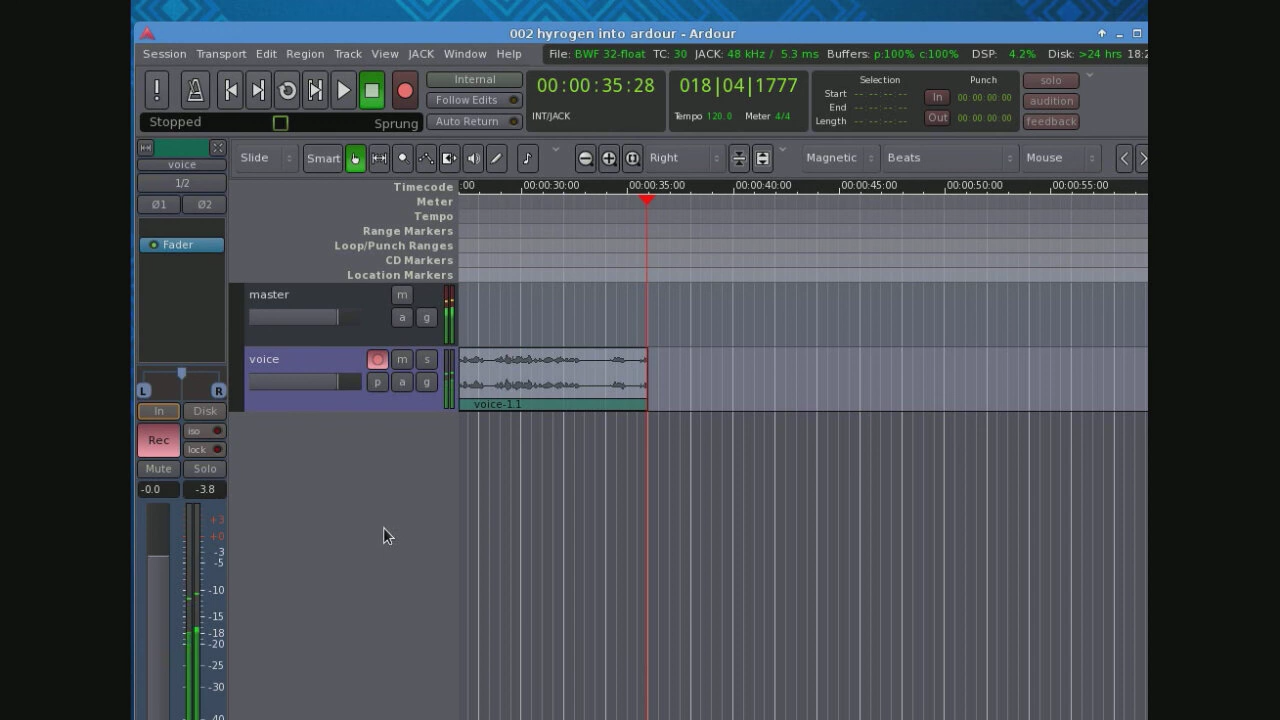 002 hyrogen into ardour - Ardour
Session Transport Edit Region Track View JACK Window Help File: BWF 32-float TC: 30 JACK: 48 kHz / 5.3 ms Buffers: p:100% c:100% DSP: 4.2% Disk: >24 hrs 18:2
Internal
Follow Edits
Auto Return
Stopped Sprung
00:00:35:28
INT/JACK
018|04|1777
Tempo 120.0 Meter 4/4
Selection
Start -- -- -- --
End -- -- -- --
Length -- -- -- --
Punch
In 00:00:00:00
Out 00:00:00:00
solo
audition
feedback
voice
1/2
Ø1 Ø2
Fader
Slide Smart Right Magnetic Beats Mouse
Timecode :00 00:00:30:00 00:00:35:00 00:00:40:00 00:00:45:00 00:00:50:00 00:00:55:00
Meter
Tempo
Range Markers
Loop/Punch Ranges
CD Markers
Location Markers
master m
a g
voice m s
p a g
voice-1.1
L R
In Disk
Rec iso
lock
Mute Solo
-0.0 -3.8
+3
+0
-3
-5
-10
-15
-18
-20
-25
-30
-40